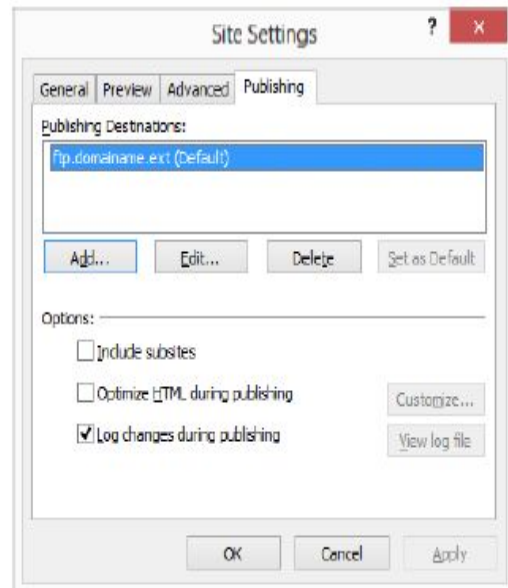 Site Settings
?
General Preview Advanced Publishing
Publishing Destinations:
ftp.domainame.ext (Default)
Add... Edit... Delete Set as Default
Options:
Include subsites
Optimize HTML during publishing
Customize...
Log changes during publishing
View log file
OK Cancel Apply